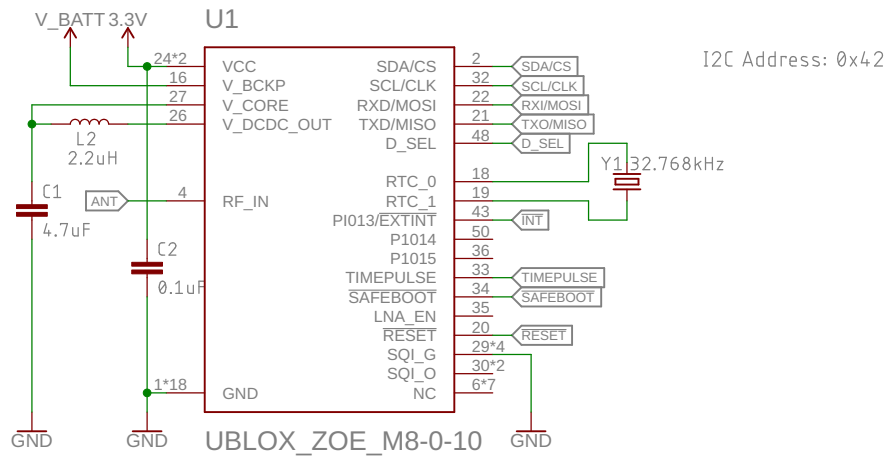 U1
V_BATT 3.3V
I2C Address: 0x42
24*2 VCC SDA/CS 2 SDA/CS
16 V_BCKP SCL/CLK 32 SCL/CLK
27 V_CORE RXD/MOSI 22 RXI/MOSI
26 V_DCDC_OUT TXD/MISO 21 TXO/MISO
D_SEL 48 D_SEL
L2
2.2uH
Y1 32.768kHz
RTC_0 18
C1
4 RF_IN RTC_1 19
ANT
PI013/EXTINT 43 INT
4.7uF
P1014 50
C2
P1015 36
TIMEPULSE 33 TIMEPULSE
0.1uF
SAFEBOOT 34 SAFEBOOT
LNA_EN 35
RESET 20 RESET
SQI_G 29*4
SQI_O 30*2
1*18 GND NC 6*7
GND GND UBLOX_ZOE_M8-0-10 GND